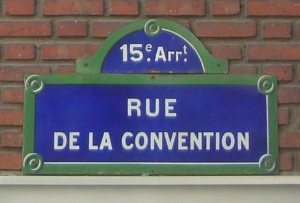 15e. Arrt.
RUE
DE LA CONVENTION